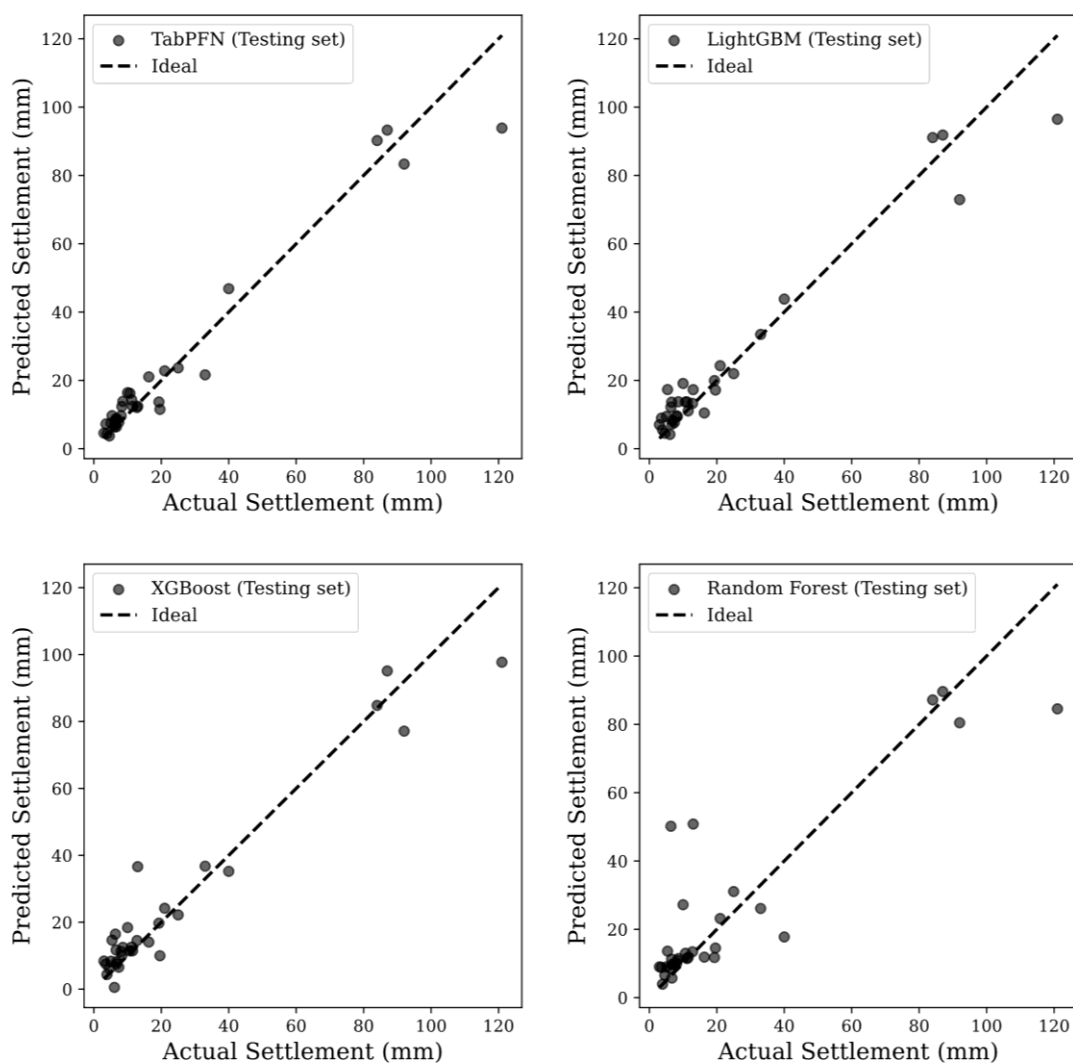 TabPFN (Testing set)
Ideal
120
100
80
60
40
20
0
Predicted Settlement (mm)
0 20 40 60 80 100 120
Actual Settlement (mm)
LightGBM (Testing set)
Ideal
120
100
80
60
40
20
0
Predicted Settlement (mm)
0 20 40 60 80 100 120
Actual Settlement (mm)
XGBoost (Testing set)
Ideal
120
100
80
60
40
20
0
Predicted Settlement (mm)
0 20 40 60 80 100 120
Actual Settlement (mm)
Random Forest (Testing set)
Ideal
120
100
80
60
40
20
0
Predicted Settlement (mm)
0 20 40 60 80 100 120
Actual Settlement (mm)